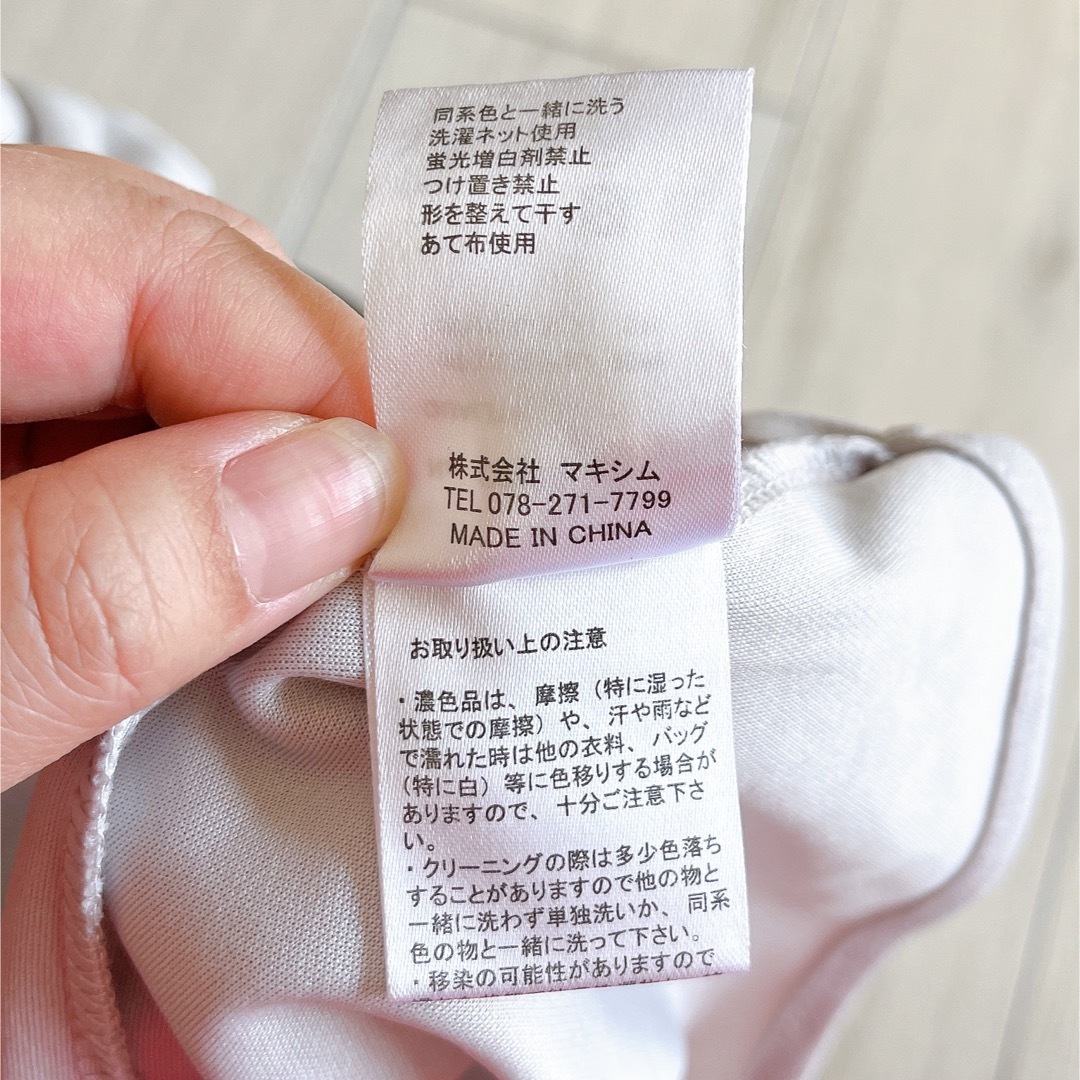 同系色と一緒に洗う
洗濯ネット使用
蛍光増白剤禁止
つけ置き禁止
形を整えて干す
あて布使用
株式会社 マキシム
TEL 078-271-7799
MADE IN CHINA
お取り扱い上の注意
・濃色品は、摩擦（特に湿った
状態での摩擦）や、汗や雨など
で濡れた時は他の衣料、バッグ
（特に白）等に色移りする場合が
ありますので、十分ご注意下さ
い。
・クリーニングの際は多少色落ち
することがありますので他の物と
一緒に洗わず単独洗いか、同系
色の物と一緒に洗って下さい。
・移染の可能性がありますので